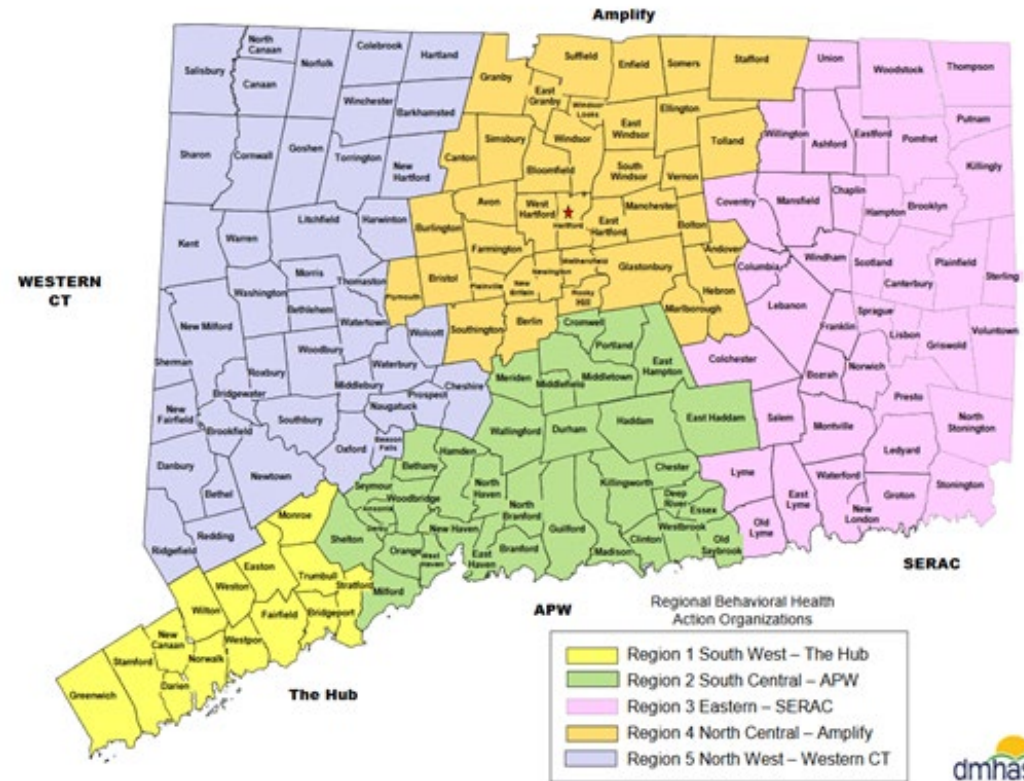 Amplify
WESTERN
CT
SERAC
APW
The Hub
Salisbury
North
Canaan
Canaan
Norfolk
Colebrook
Hartland
Winchester
Barkhamsted
Sharon
Cornwall
Goshen
Torrington
New
Hartford
Kent
Warren
Litchfield
Harwinton
Washington
Morris
Bethlehem
Thomaston
Watertown
New Milford
Woodbury
Wolcott
Waterbury
Sherman
Roxbury
Bridgewater
Middlebury
Prospect
Cheshire
Naugatuck
New
Fairfield
Brookfield
Southbury
Oxford
Beacon
Falls
Danbury
Bethel
Newtown
Redding
Ridgefield
Granby
Suffield
East
Granby
Windsor
Locks
Enfield
Somers
Stafford
Ellington
East
Windsor
Windsor
Simsbury
Canton
Bloomfield
South
Windsor
Vernon
Tolland
Avon
West
Hartford
Hartford
East
Hartford
Manchester
Bolton
Andover
Burlington
Farmington
Wethersfield
Newington
Glastonbury
Hebron
Marlborough
Plymouth
Bristol
Plainville
New
Britain
Rocky
Hill
Southington
Berlin
Union
Woodstock
Thompson
Putnam
Willington
Ashford
Eastford
Pomfret
Killingly
Coventry
Mansfield
Chaplin
Hampton
Brooklyn
Columbia
Windham
Scotland
Canterbury
Plainfield
Sterling
Lebanon
Franklin
Sprague
Lisbon
Griswold
Voluntown
Colchester
Bozrah
Norwich
Presto
North
Stonington
Salem
Montville
Ledyard
Lyme
East
Lyme
Waterford
New
London
Groton
Stonington
Old
Lyme
Cromwell
Portland
East
Hampton
Meriden
Middlefield
Middletown
Haddam
East Haddam
Wallingford
Durham
Hamden
Bethany
Seymour
Woodbridge
Ansonia
Derby
North
Haven
North
Branford
Guilford
Killingworth
Chester
Deep
River
Essex
Westbrook
Old
Saybrook
Clinton
Madison
Branford
East
Haven
New Haven
West
Haven
Orange
Shelton
Milford
Monroe
Easton
Trumbull
Stratford
Weston
Wilton
Fairfield
Bridgeport
Westpor
New
Canaan
Norwalk
Stamford
Darien
Greenwich
Regional Behavioral Health
Action Organizations
Region 1 South West – The Hub
Region 2 South Central – APW
Region 3 Eastern – SERAC
Region 4 North Central – Amplify
Region 5 North West – Western CT
dmhas